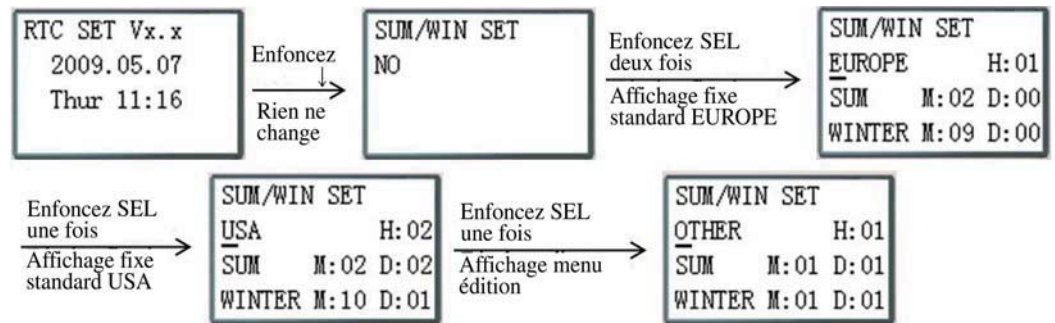 RTC SET Vx.x
2009.05.07
Thur 11:16
Enfoncez
↓
Rien ne
change
SUM/WIN SET
NO
Enfoncez SEL
deux fois
Affichage fixe
standard EUROPE
SUM/WIN SET
EUROPE H:01
SUM M:02 D:00
WINTER M:09 D:00
Enfoncez SEL
une fois
Affichage fixe
standard USA
SUM/WIN SET
USA H:02
SUM M:02 D:02
WINTER M:10 D:01
Enfoncez SEL
une fois
Affichage menu
édition
SUM/WIN SET
OTHER H:01
SUM M:01 D:01
WINTER M:01 D:01